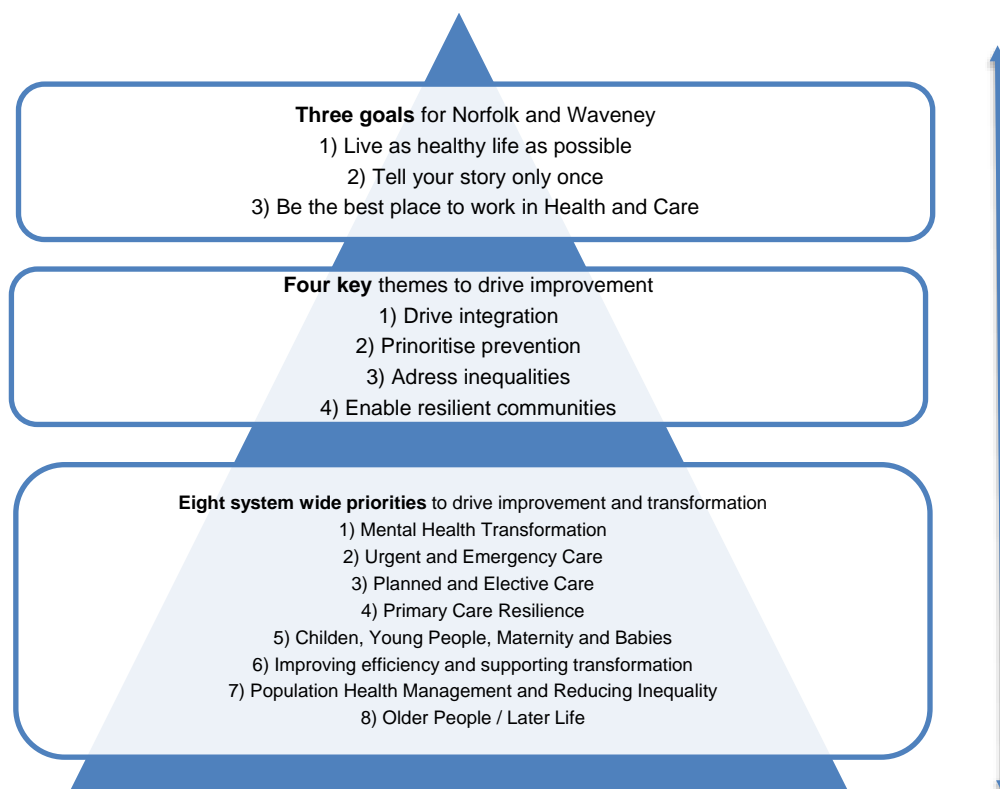 Three goals for Norfolk and Waveney
1) Live as healthy life as possible
2) Tell your story only once
3) Be the best place to work in Health and Care
Four key themes to drive improvement
1) Drive integration
2) Prinoritise prevention
3) Adress inequalities
4) Enable resilient communities
Eight system wide priorities to drive improvement and transformation
1) Mental Health Transformation
2) Urgent and Emergency Care
3) Planned and Elective Care
4) Primary Care Resilience
5) Childen, Young People, Maternity and Babies
6) Improving efficiency and supporting transformation
7) Population Health Management and Reducing Inequality
8) Older People / Later Life